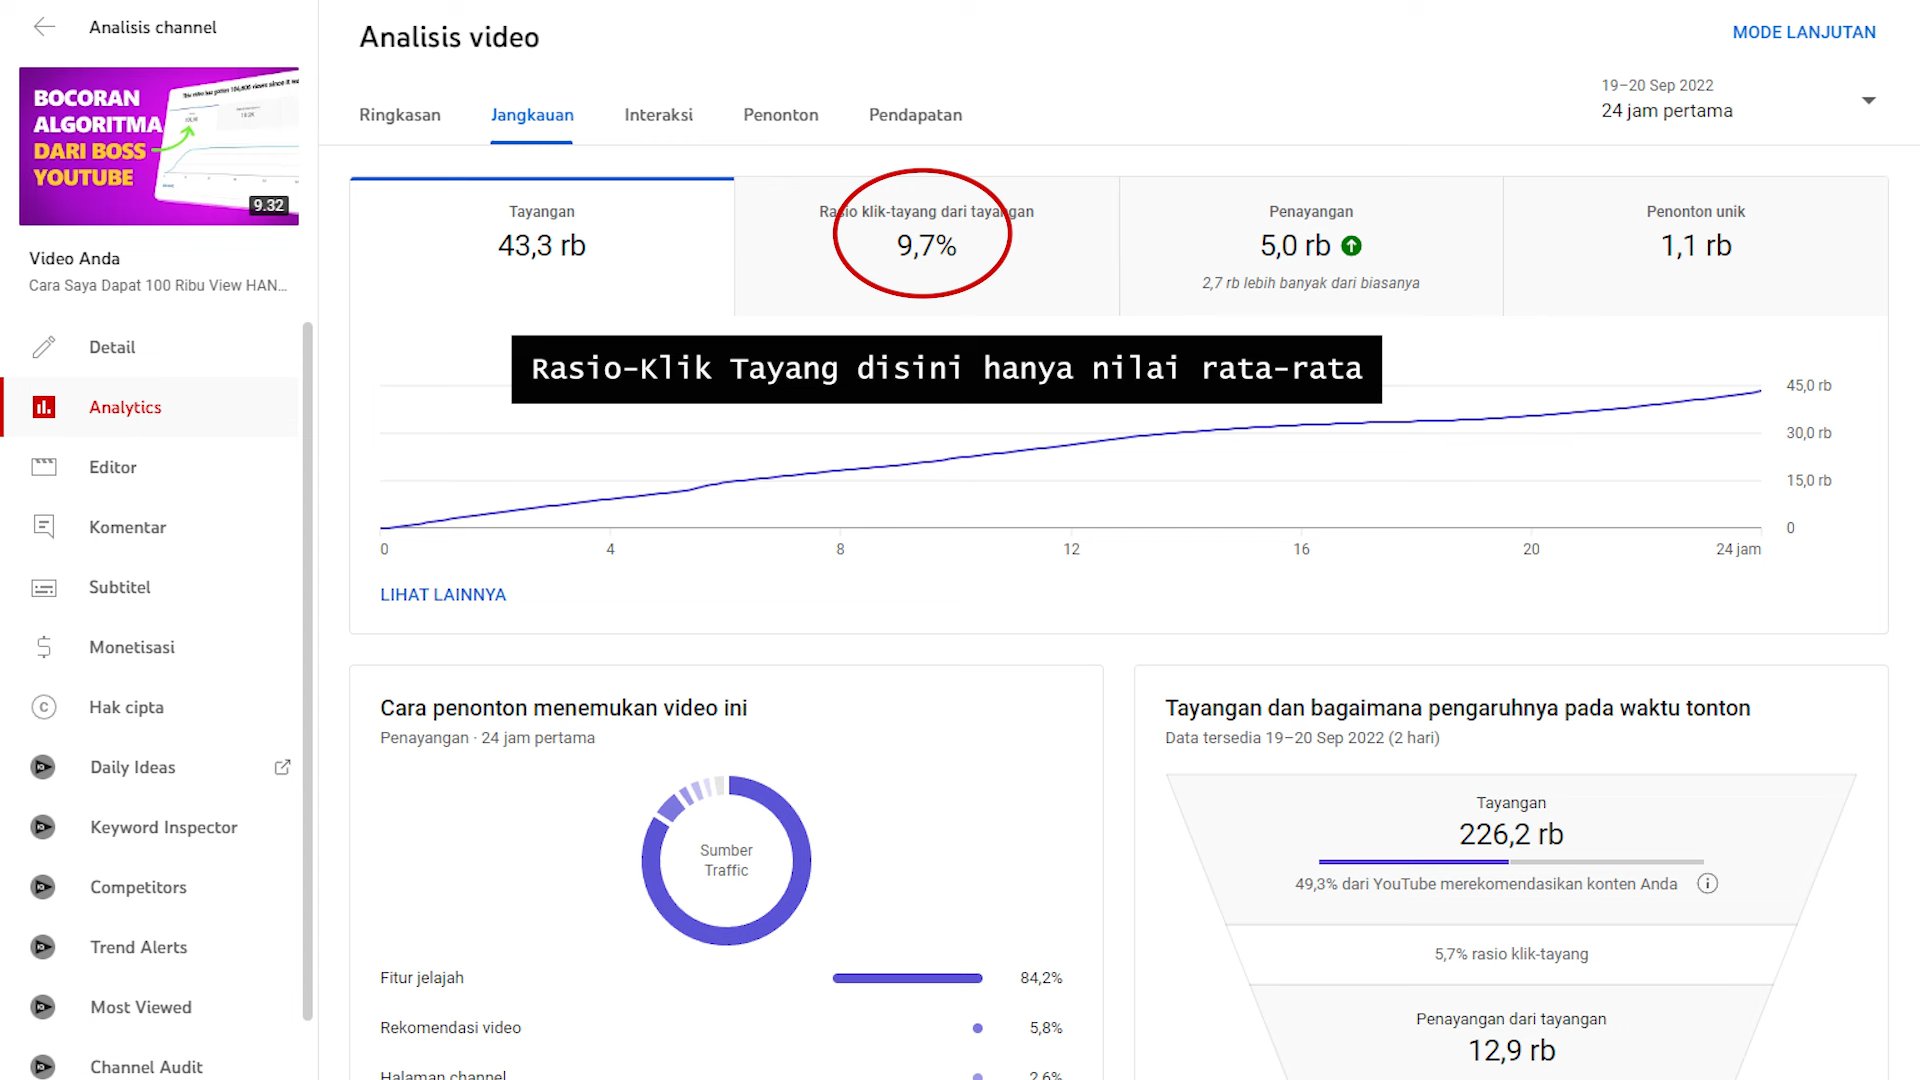 Analisis channel
BOCORAN
ALGORITMA
DARI BOSS
YOUTUBE
9.32
Video Anda
Cara Saya Dapat 100 Ribu View HAN...
Detail
Analytics
Editor
Komentar
Subtitel
Monetisasi
Hak cipta
Daily Ideas
Keyword Inspector
Competitors
Trend Alerts
Most Viewed
Channel Audit
Analisis video
MODE LANJUTAN
19–20 Sep 2022
24 jam pertama
Ringkasan
Jangkauan
Interaksi
Penonton
Pendapatan
Tayangan
43,3 rb
Rasio klik-tayang dari tayangan
9,7%
Penayangan
5,0 rb
2,7 rb lebih banyak dari biasanya
Penonton unik
1,1 rb
Rasio-Klik Tayang disini hanya nilai rata-rata
45,0 rb
30,0 rb
15,0 rb
0
0
4
8
12
16
20
24 jam
LIHAT LAINNYA
Cara penonton menemukan video ini
Penayangan · 24 jam pertama
Sumber
Traffic
Fitur jelajah
84,2%
Rekomendasi video
5,8%
Halaman channel
2,6%
Tayangan dan bagaimana pengaruhnya pada waktu tonton
Data tersedia 19–20 Sep 2022 (2 hari)
Tayangan
226,2 rb
49,3% dari YouTube merekomendasikan konten Anda
5,7% rasio klik-tayang
Penayangan dari tayangan
12,9 rb